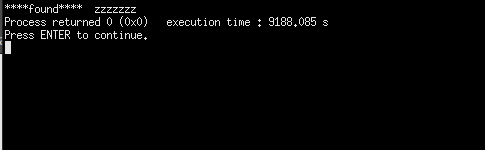 ****found****  zzzzzzz
Process returned 0 (0x0)   execution time : 9188.085 s
Press ENTER to continue.